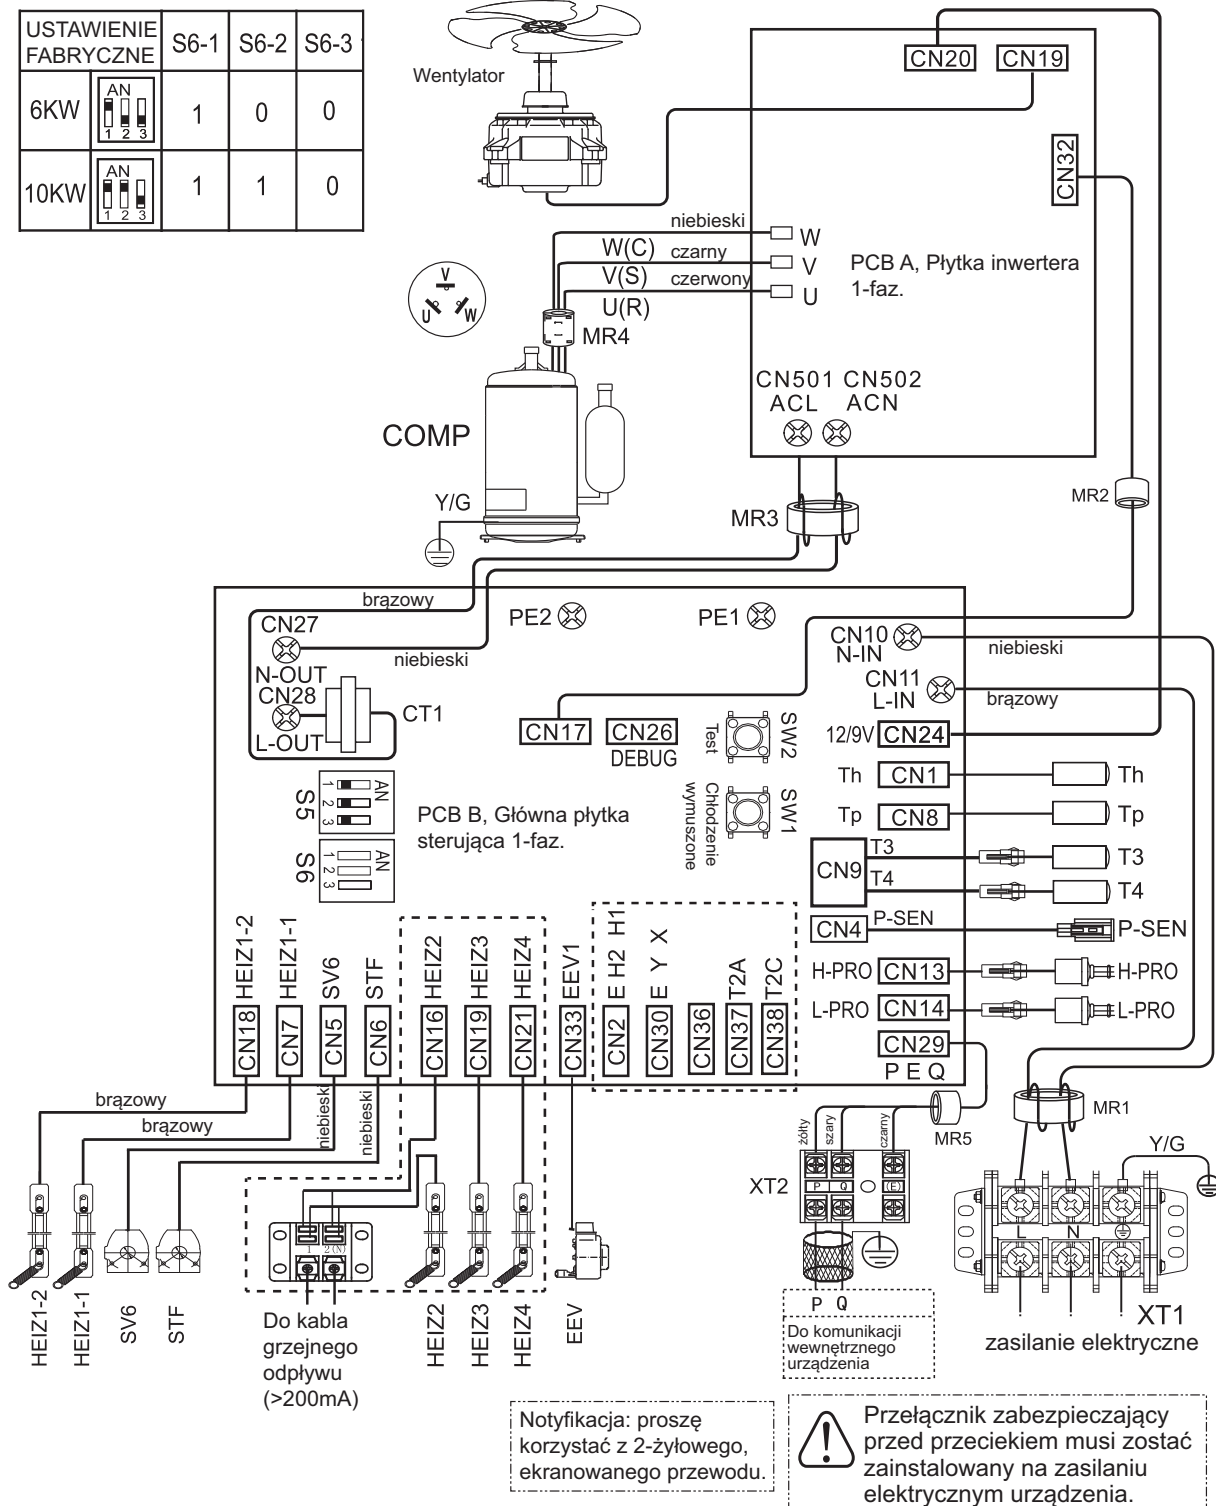 USTAWIENIE FABRYCZNE S6-1 S6-2 S6-3
6KW AN 1 2 3 1 0 0
10KW AN 1 2 3 1 1 0
Wentylator
CN20 CN19
CN32
niebieski
W(C) czarny
V(S) czerwony
U(R)
W
V
U
PCB A, Płytka inwertera
1-faz.
V
U W
MR4
CN501 CN502
ACL ACN
COMP
Y/G
MR3
MR2
brązowy
CN27
N-OUT
niebieski
CN28
L-OUT
CT1
PE2
PE1
CN10
N-IN
niebieski
CN11
L-IN
brązowy
CN17
CN26
DEBUG
SW2
Test
SW1
Chłodzenie
wymuszone
S5
1 2 3
AN
S6
1 2 3
AN
PCB B, Główna płytka
sterująca 1-faz.
12/9V CN24
Th CN1 Th
Tp CN8 Tp
CN9 T3 T3
T4 T4
CN4 P-SEN P-SEN
H-PRO CN13 H-PRO
L-PRO CN14 L-PRO
CN29
P E Q
HEIZ1-2
HEIZ1-1
SV6
STF
HEIZ2
HEIZ3
HEIZ4
EEV1
E H2 H1
E Y X
T2A
T2C
CN18
CN7
CN5
CN6
CN16
CN19
CN21
CN33
CN2
CN30
CN36
CN37
CN38
brązowy
brązowy
niebieski
niebieski
żółty
szary
czarny
MR5
MR1
Y/G
XT2
P Q (E)
1 2(N)
L N
XT1
zasilanie elektryczne
P Q
Do komunikacji
wewnętrznego
urządzenia
HEIZ1-2
HEIZ1-1
SV6
STF
Do kabla
grzejnego
odpływu
(>200mA)
HEIZ2
HEIZ3
HEIZ4
EEV
Notyfikacja: proszę
korzystać z 2-żyłowego,
ekranowanego przewodu.
Przełącznik zabezpieczający
przed przeciekiem musi zostać
zainstalowany na zasilaniu
elektrycznym urządzenia.